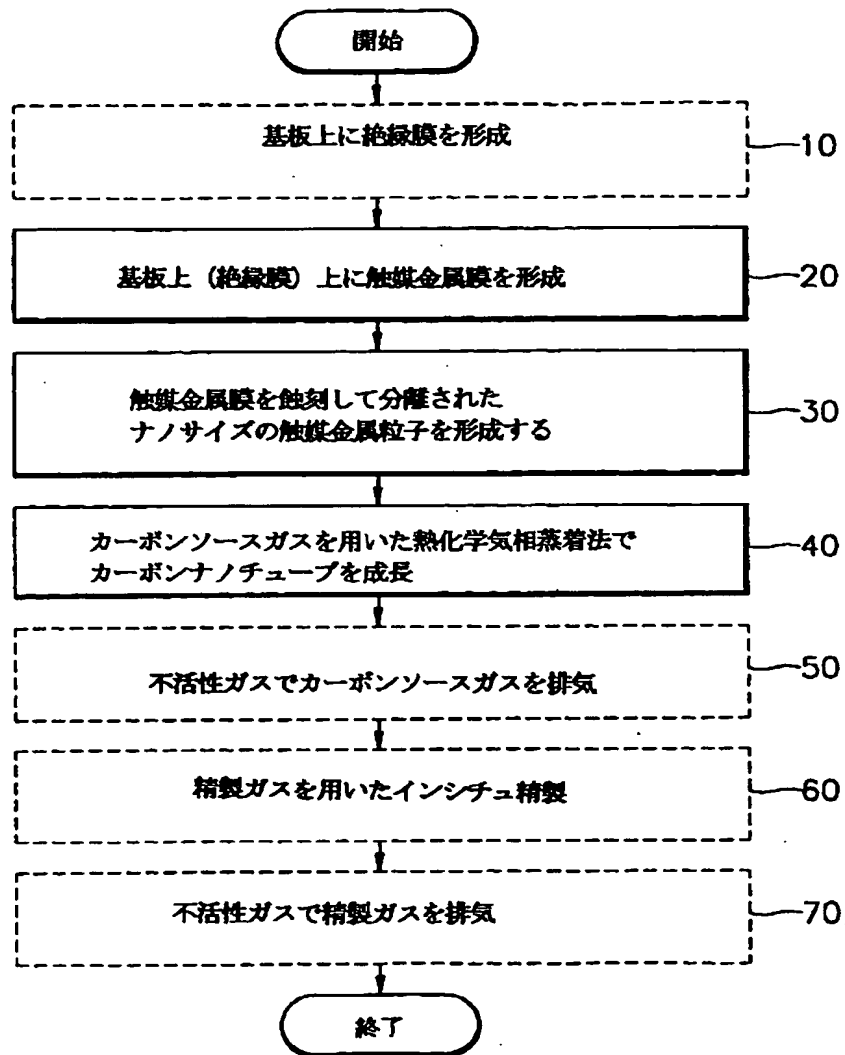 開始
基板上に絶縁膜を形成
10
基板上（絶縁膜）上に触媒金属膜を形成
20
触媒金属膜を蝕刻して分離された
ナノサイズの触媒金属粒子を形成する
30
カーボンソースガスを用いた熱化学気相蒸着法で
カーボンナノチューブを成長
40
不活性ガスでカーボンソースガスを排気
50
精製ガスを用いたインシチュ精製
60
不活性ガスで精製ガスを排気
70
終了